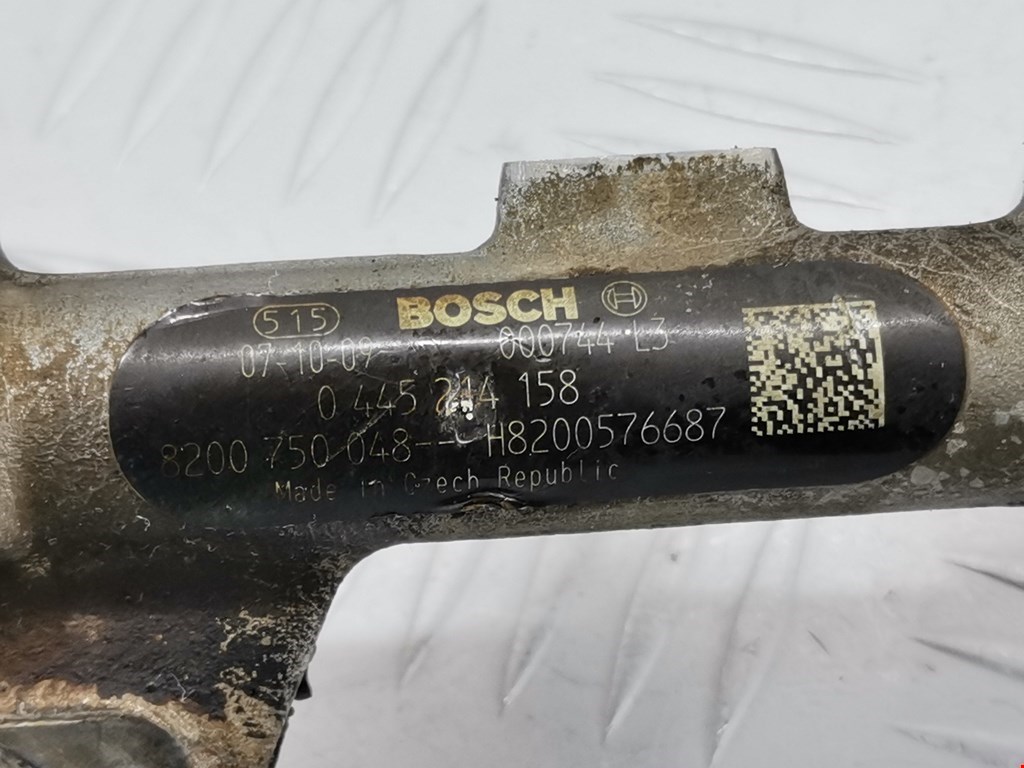 515 BOSCH
07-10-09 000744 L3
0 445 214 158
8200 750 048-- H8200576687
Made in Czech Republic